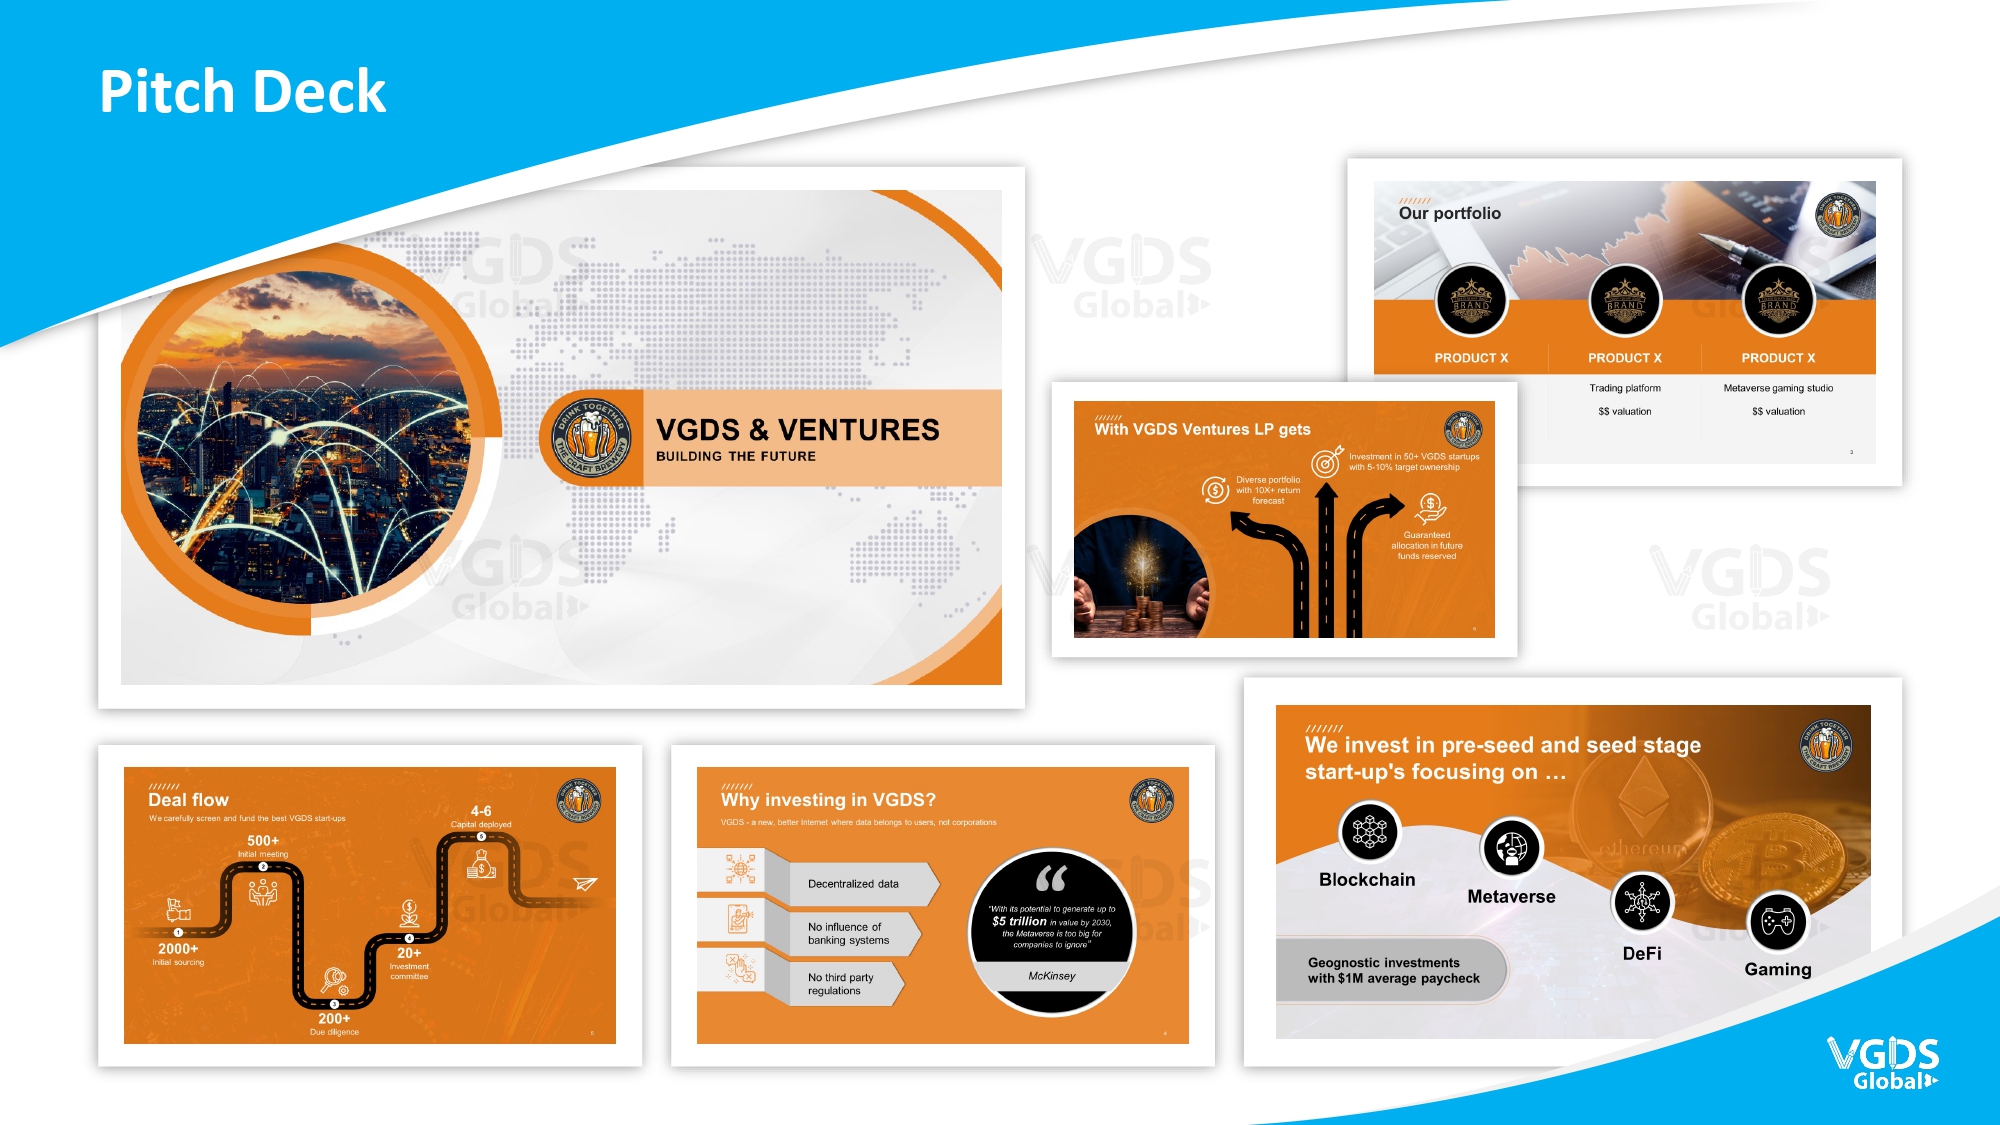 Pitch Deck
VGDS & VENTURES
BUILDING THE FUTURE
DRINK TOGETHER
THE CRAFT BREWERY
Our portfolio
BRAND
BRAND
BRAND
PRODUCT X
PRODUCT X
PRODUCT X
Trading platform
Metaverse gaming studio
$$ valuation
$$ valuation
3
With VGDS Ventures LP gets
Investment in 50+ VGDS startups
with 5-10% target ownership
Diverse portfolio
with 10X+ return
forecast
Guaranteed
allocation in future
funds reserved
Deal flow
We carefully screen and fund the best VGDS start-ups
4-6
Capital deployed
5
500+
Initial meeting
2
1
2000+
Initial sourcing
4
20+
Investment
committee
3
200+
Due diligence
Why investing in VGDS?
VGDS - a new, better Internet where data belongs to users, not corporations
Decentralized data
No influence of
banking systems
No third party
regulations
“With its potential to generate up to
$5 trillion in value by 2030,
the Metaverse is too big for
companies to ignore”
McKinsey
We invest in pre-seed and seed stage
start-up's focusing on …
ethereum
Blockchain
Metaverse
DeFi
Gaming
Geognostic investments
with $1M average paycheck
VGDS
Global